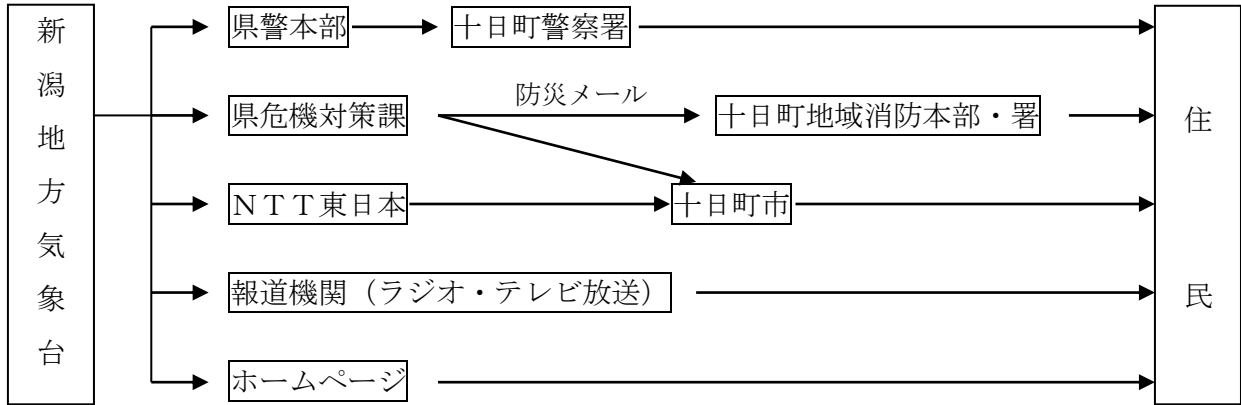 新潟地方気象台
県警本部
十日町警察署
県危機対策課
防災メール
十日町地域消防本部・署
ＮＴＴ東日本
十日町市
報道機関（ラジオ・テレビ放送）
ホームページ
住民